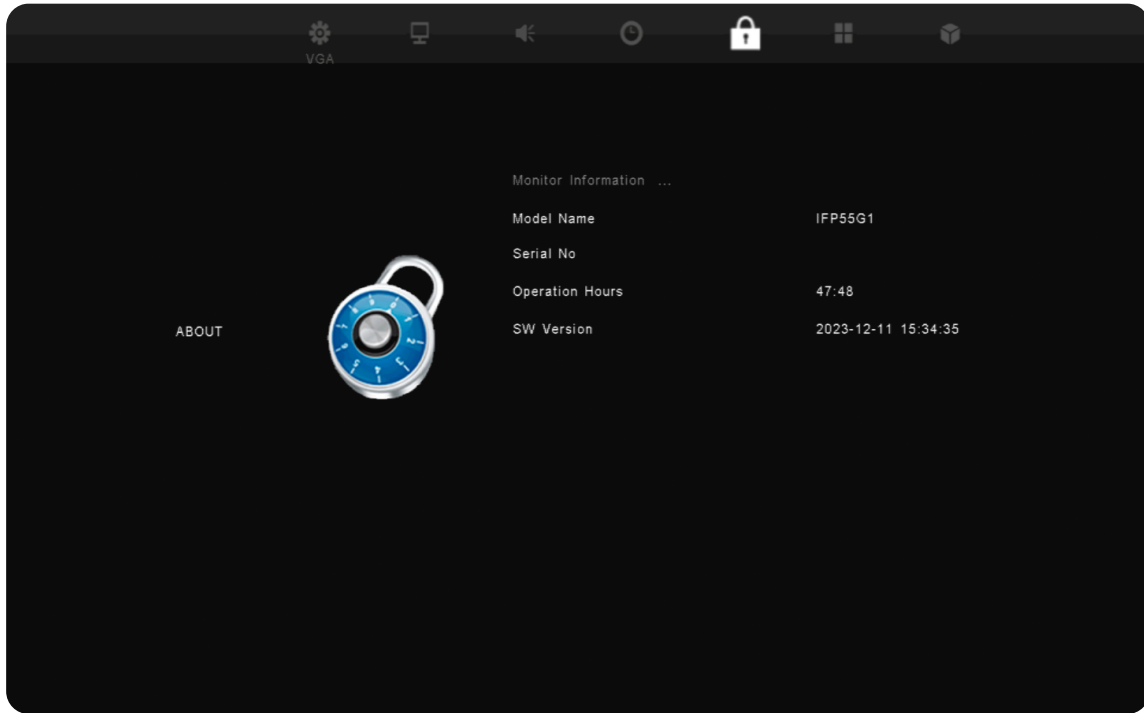 VGA
Monitor Information ...
Model Name IFP55G1
Serial No
Operation Hours 47:48
ABOUT
SW Version 2023-12-11 15:34:35